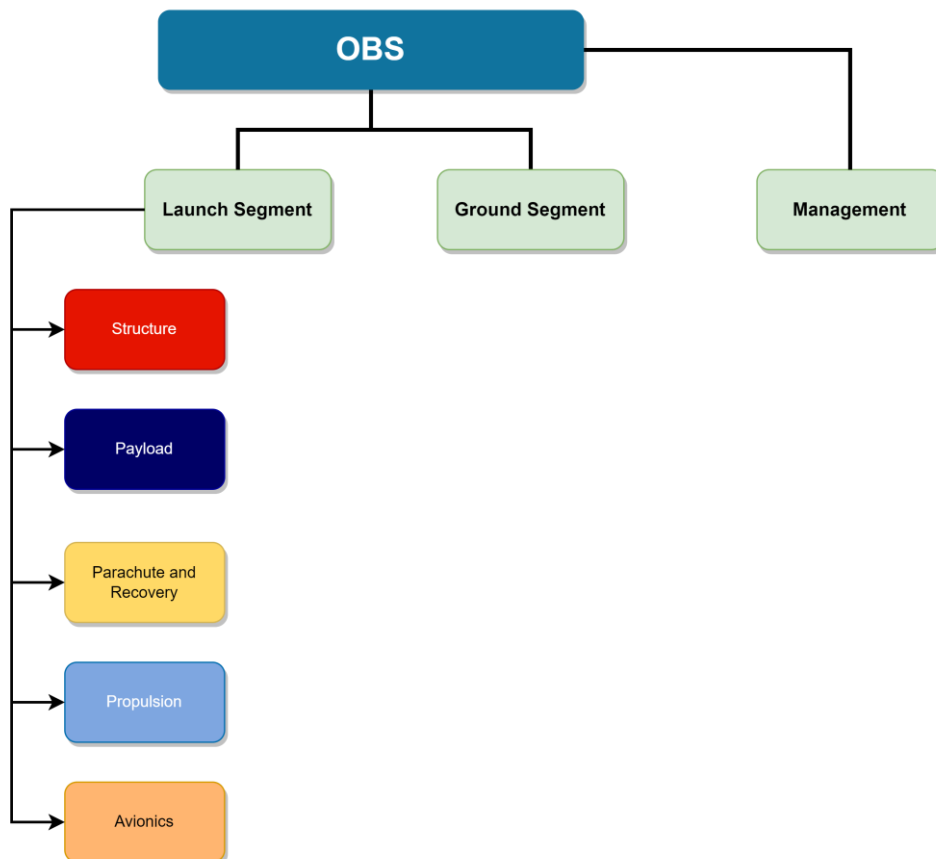 OBS
Launch Segment
Ground Segment
Management
Structure
Payload
Parachute and
Recovery
Propulsion
Avionics